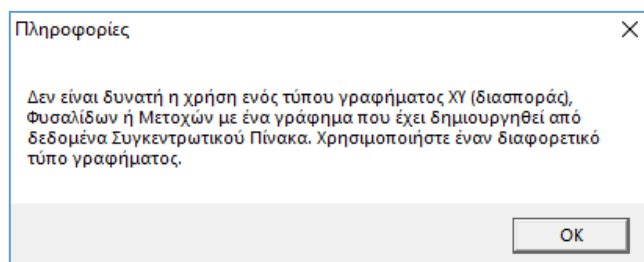 Πληροφορίες
Δεν είναι δυνατή η χρήση ενός τύπου γραφήματος XY (διασποράς),
Φυσαλίδων ή Μετοχών με ένα γράφημα που έχει δημιουργηθεί από
δεδομένα Συγκεντρωτικού Πίνακα. Χρησιμοποιήστε έναν διαφορετικό
τύπο γραφήματος.
OK